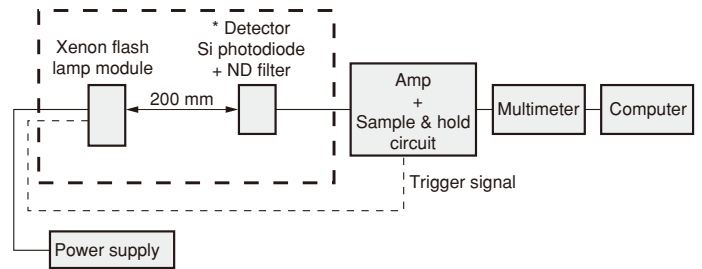 Xenon flash
lamp module
* Detector
Si photodiode
+ ND filter
200 mm
Amp
+
Sample & hold
circuit
Multimeter
Computer
Trigger signal
Power supply